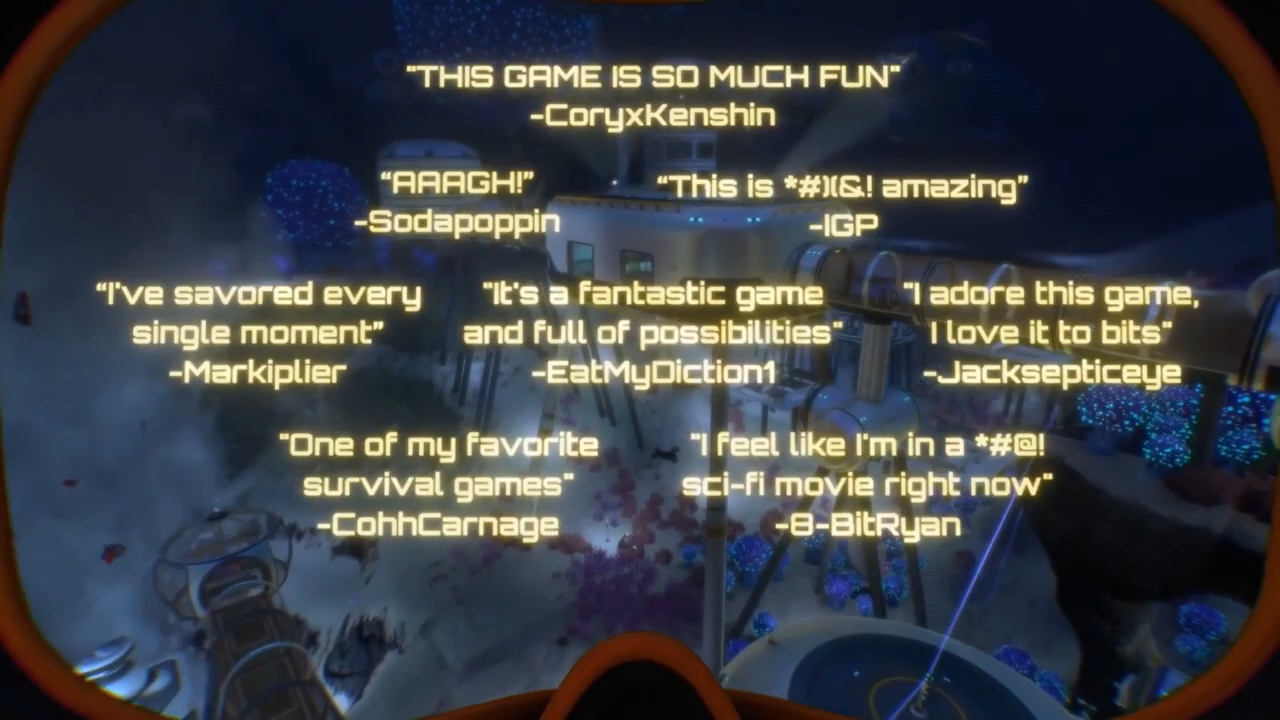 "THIS GAME IS SO MUCH FUN"
-CoryxKenshin
“AAAGH!”
-Sodapoppin
“This is *#)(&! amazing”
-IGP
“I've savored every
single moment”
-Markiplier
"It's a fantastic game
and full of possibilities"
-EatMyDiction1
"I adore this game,
I love it to bits"
-Jacksepticeye
"One of my favorite
survival games"
-CohhCarnage
"I feel like I'm in a *#@!
sci-fi movie right now"
-8-BitRyan